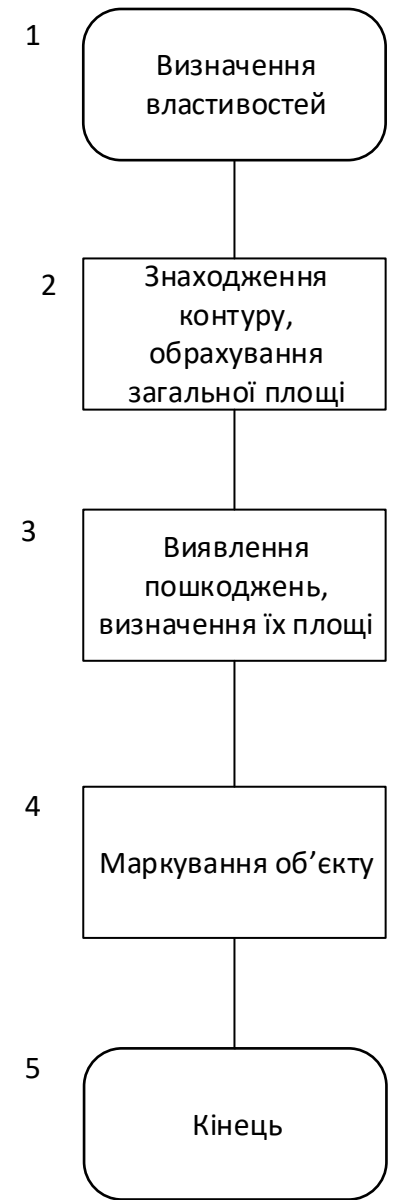 1
Визначення
властивостей
2
Знаходження
контуру,
обрахування
загальної площі
3
Виявлення
пошкоджень,
визначення їх площі
4
Маркування об’єкту
5
Кінець